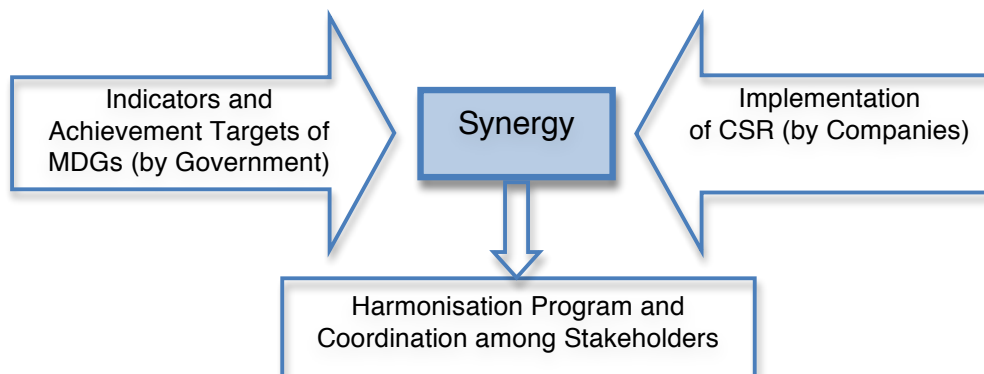 Indicators and
Achievement Targets of
MDGs (by Government)
Synergy
Implementation
of CSR (by Companies)
Harmonisation Program and
Coordination among Stakeholders